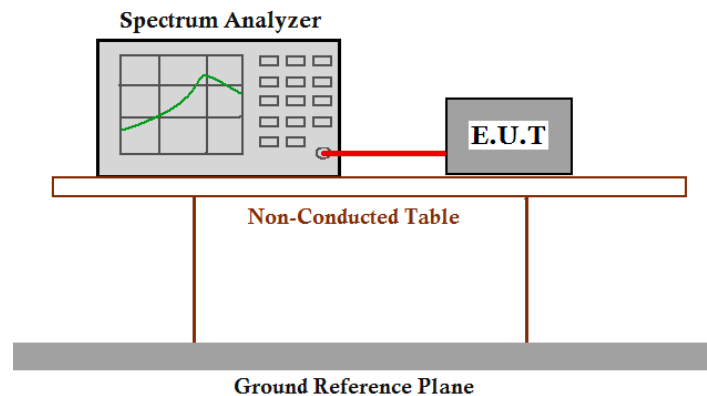 Spectrum Analyzer
E.U.T
Non-Conducted Table
Ground Reference Plane